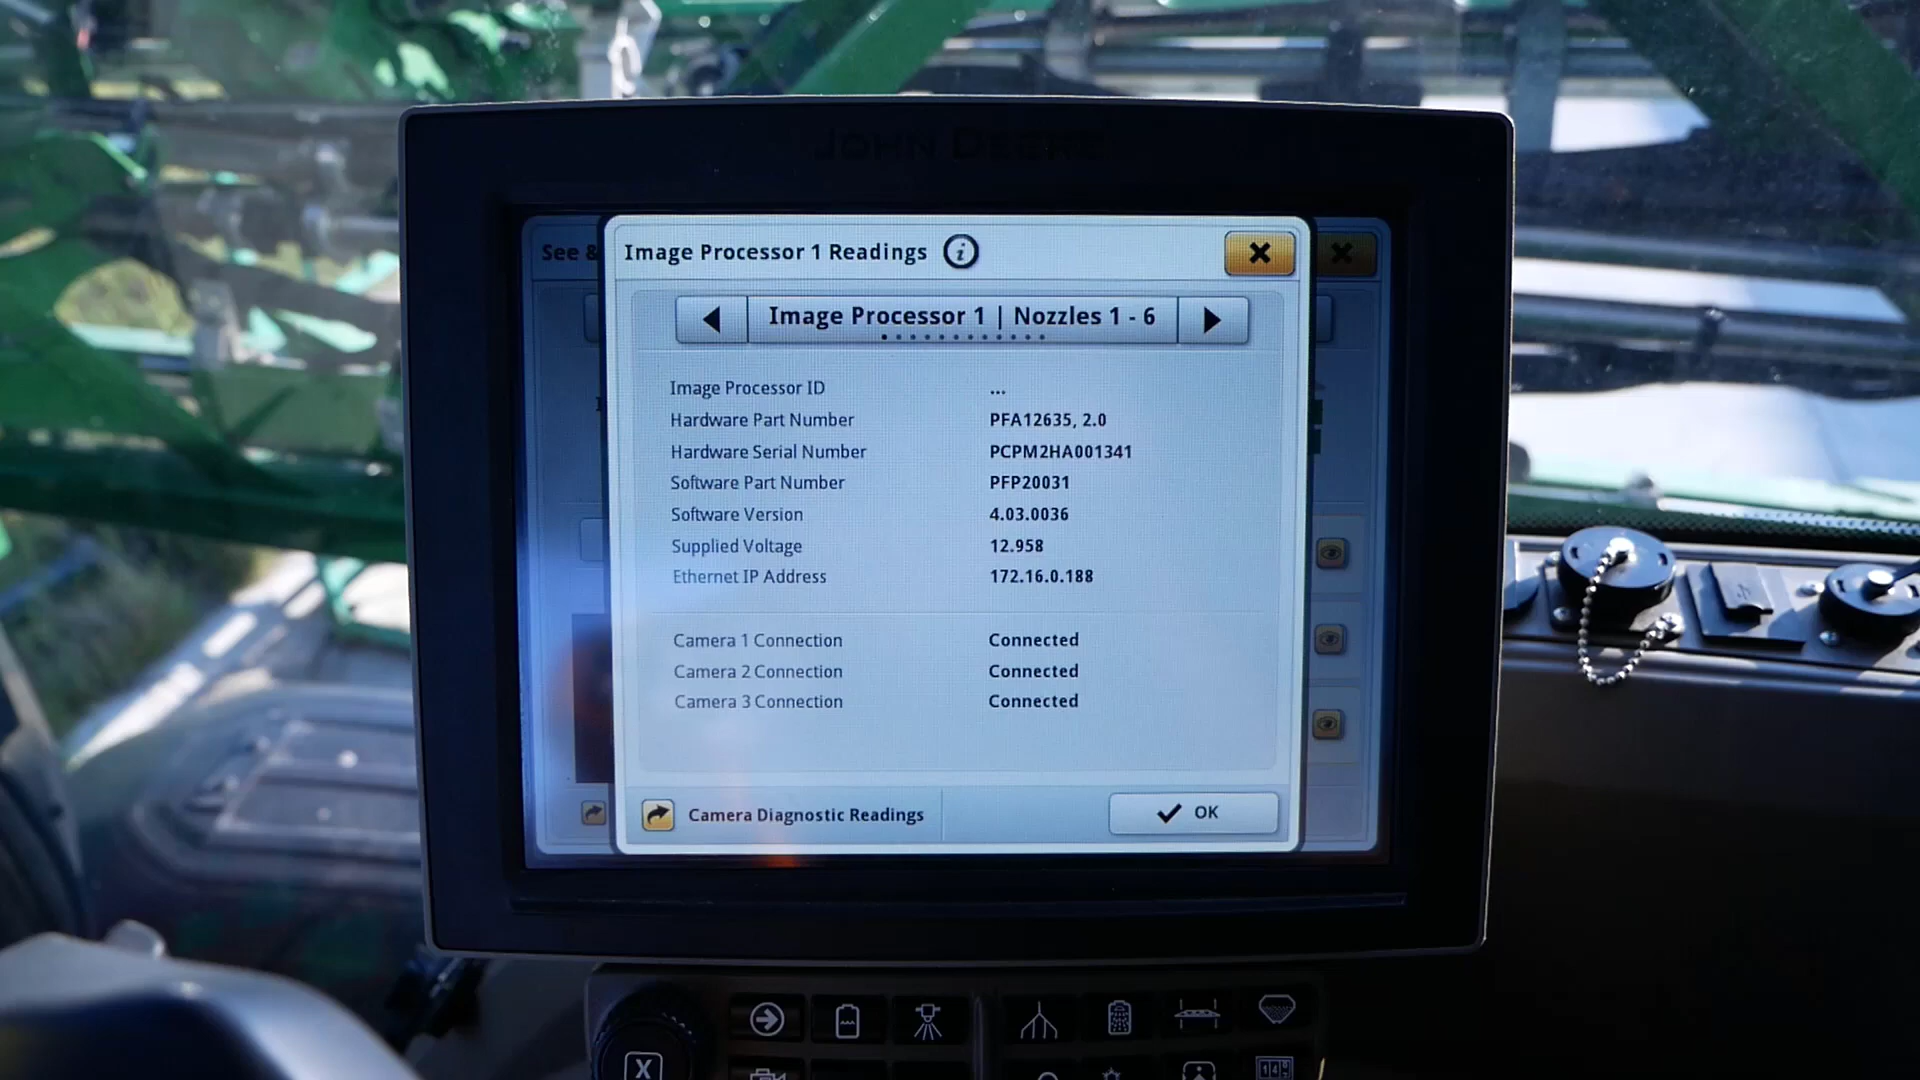 JOHN DEERE
See &
Image Processor 1 Readings
Image Processor 1 | Nozzles 1 - 6
Image Processor ID ...
Hardware Part Number PFA12635, 2.0
Hardware Serial Number PCPM2HA001341
Software Part Number PFP20031
Software Version 4.03.0036
Supplied Voltage 12.958
Ethernet IP Address 172.16.0.188
Camera 1 Connection Connected
Camera 2 Connection Connected
Camera 3 Connection Connected
Camera Diagnostic Readings
OK
X